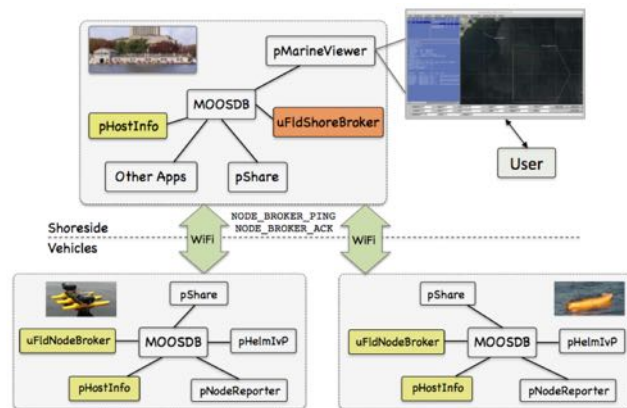 pMarineViewer
MOOSDB
pHostInfo
uFldShoreBroker
Other Apps
pShare
User
NODE_BROKER_PING
NODE_BROKER_ACK
Shoreside
Vehicles
WiFi
WiFi
pShare
uFldNodeBroker
MOOSDB
pHelmIvP
pHostInfo
pNodeReporter
pShare
uFldNodeBroker
MOOSDB
pHelmIvP
pHostInfo
pNodeReporter